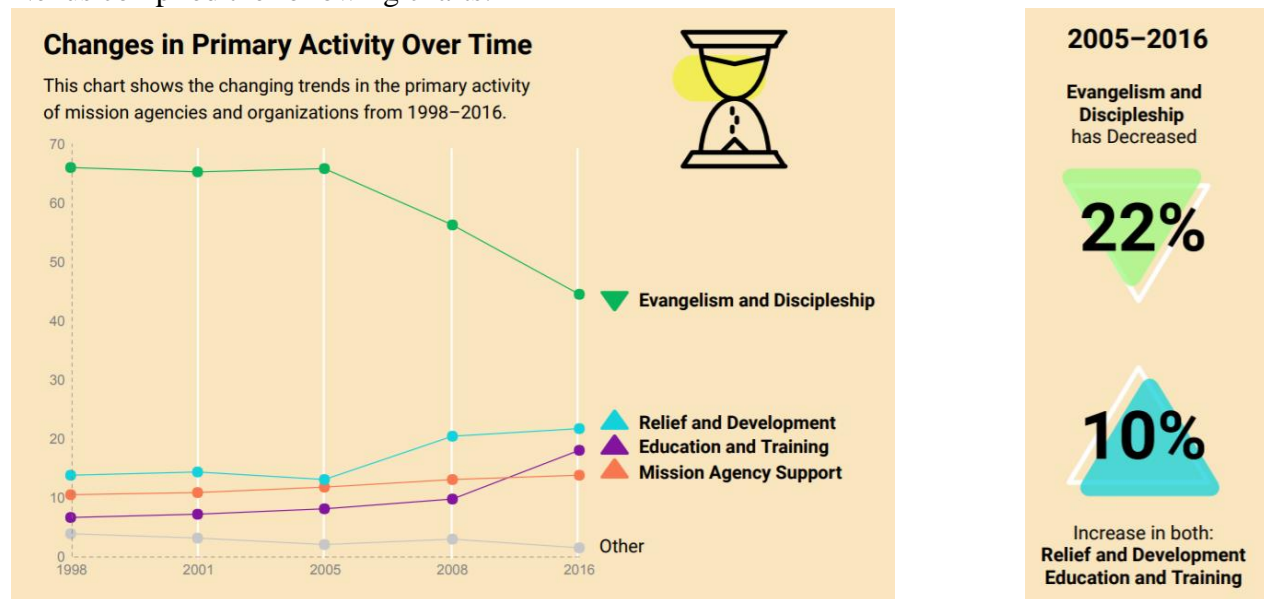 Changes in Primary Activity Over Time
This chart shows the changing trends in the primary activity
of mission agencies and organizations from 1998–2016.
70
60
50
40
30
20
10
0
1998
2001
2005
2008
2016
Evangelism and Discipleship
Relief and Development
Education and Training
Mission Agency Support
Other
2005–2016
Evangelism and
Discipleship
has Decreased
22%
10%
Increase in both:
Relief and Development
Education and Training